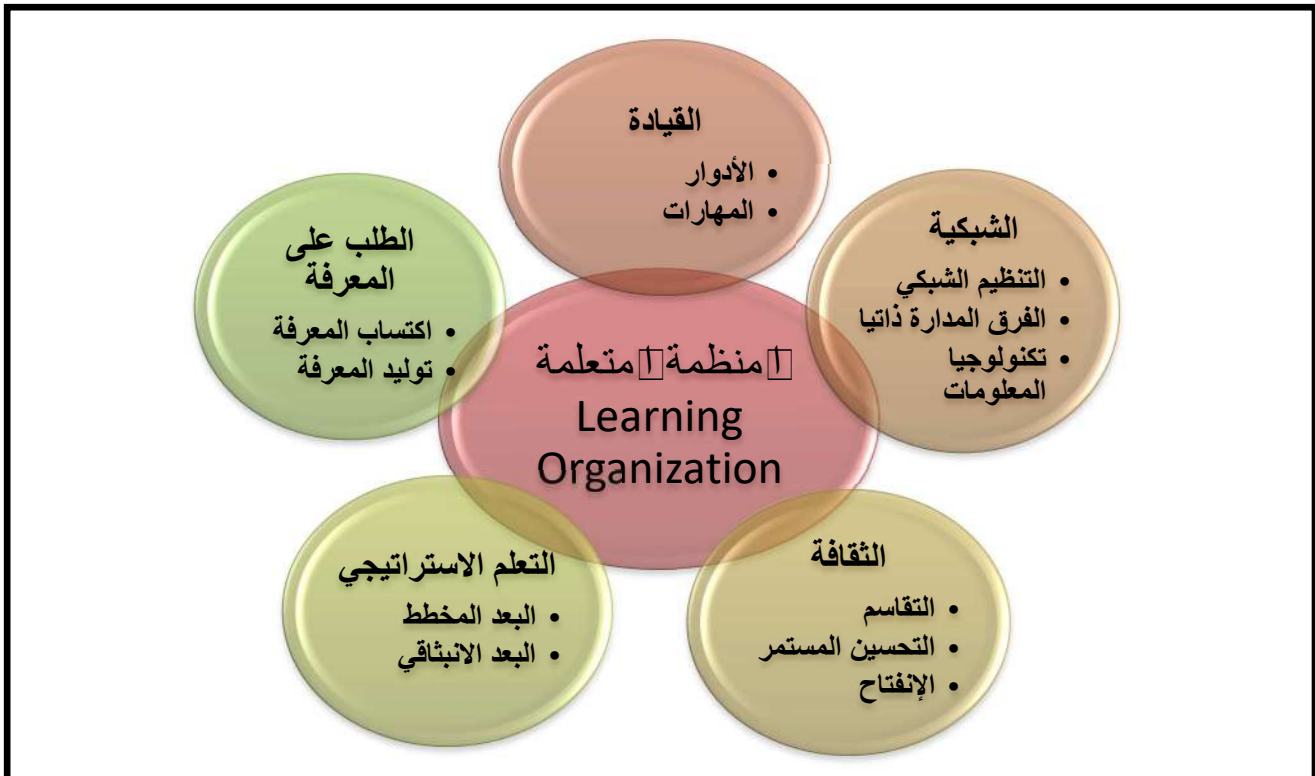 القيادة
• الأدوار
• المهارات
الشبكية
• التنظيم الشبكي
• الفرق المدارة ذاتيا
• تكنولوجيا
المعلومات
الثقافة
• التقاسم
• التحسين المستمر
• الإنفتاح
التعلم الاستراتيجي
• البعد المخطط
• البعد الانبثاقي
الطلب على
المعرفة
• اكتساب المعرفة
• توليد المعرفة
منظمة متعلمة
Learning
Organization